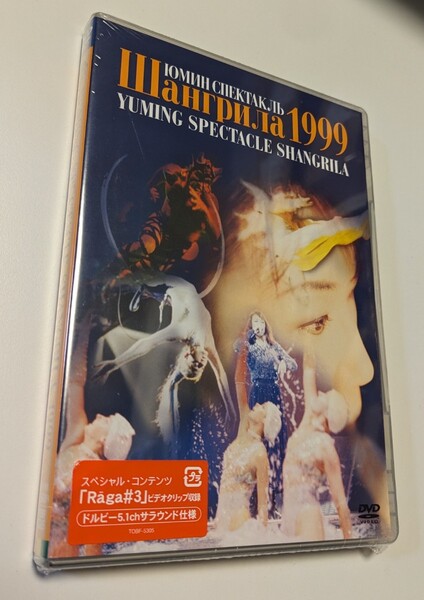 ЮМИН СПЕКТАКЛЬ
Шангрила 1999
YUMING SPECTACLE SHANGRILA
スペシャル・コンテンツ
「Rāga#3」ビデオクリップ収録
ドルビー5.1chサラウンド仕様
DVD